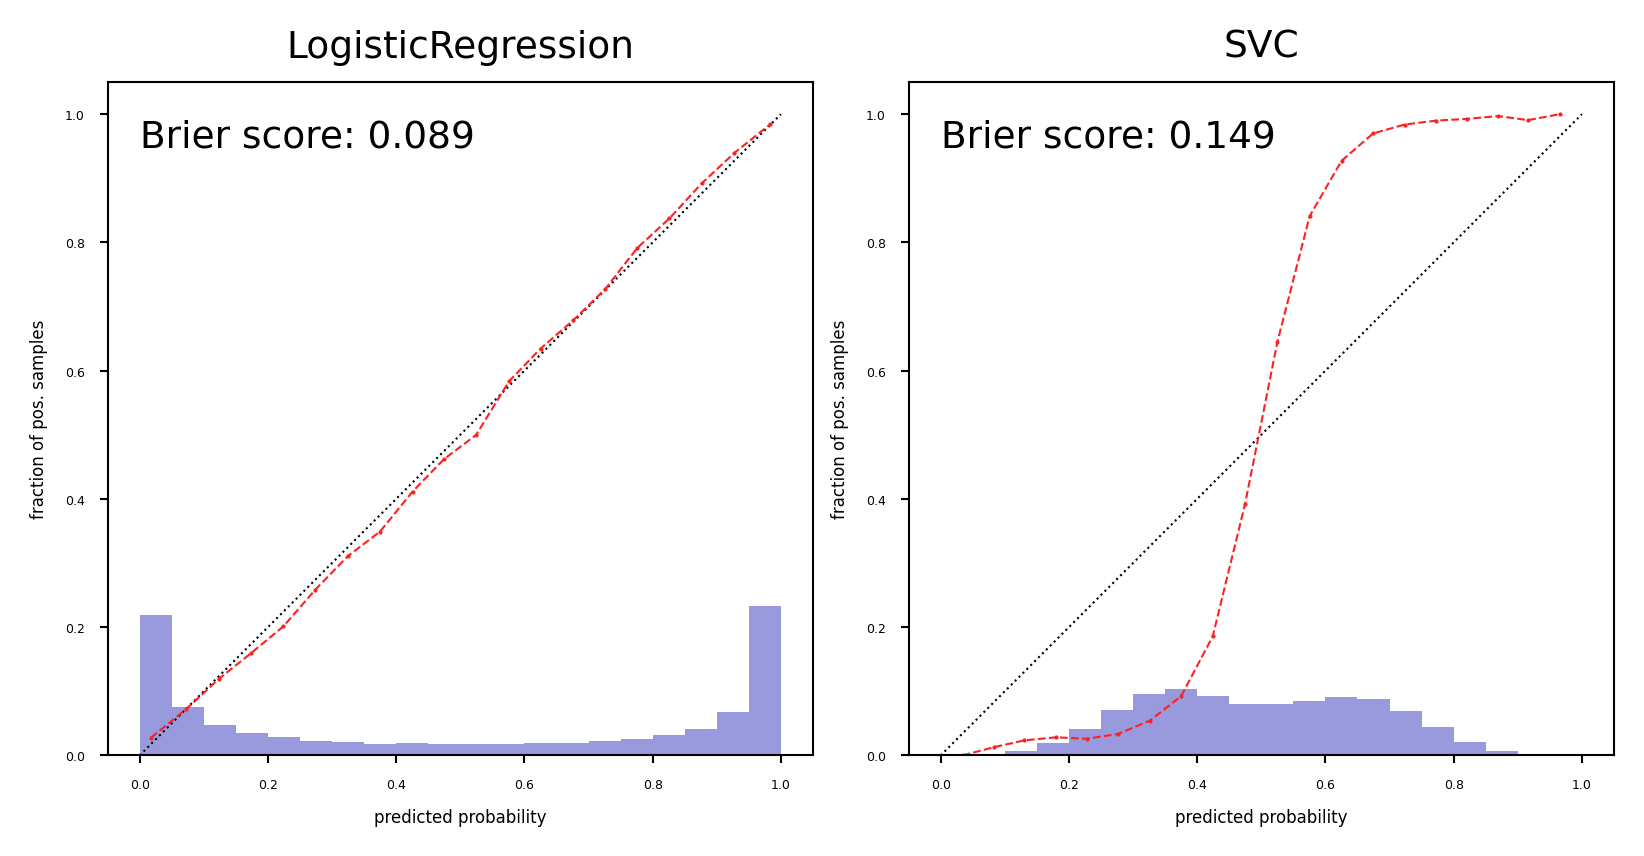 LogisticRegression
Brier score: 0.089
1.0
0.8
0.6
0.4
0.2
0.0
fraction of pos. samples
0.0 0.2 0.4 0.6 0.8 1.0
predicted probability
SVC
Brier score: 0.149
1.0
0.8
0.6
0.4
0.2
0.0
fraction of pos. samples
0.0 0.2 0.4 0.6 0.8 1.0
predicted probability